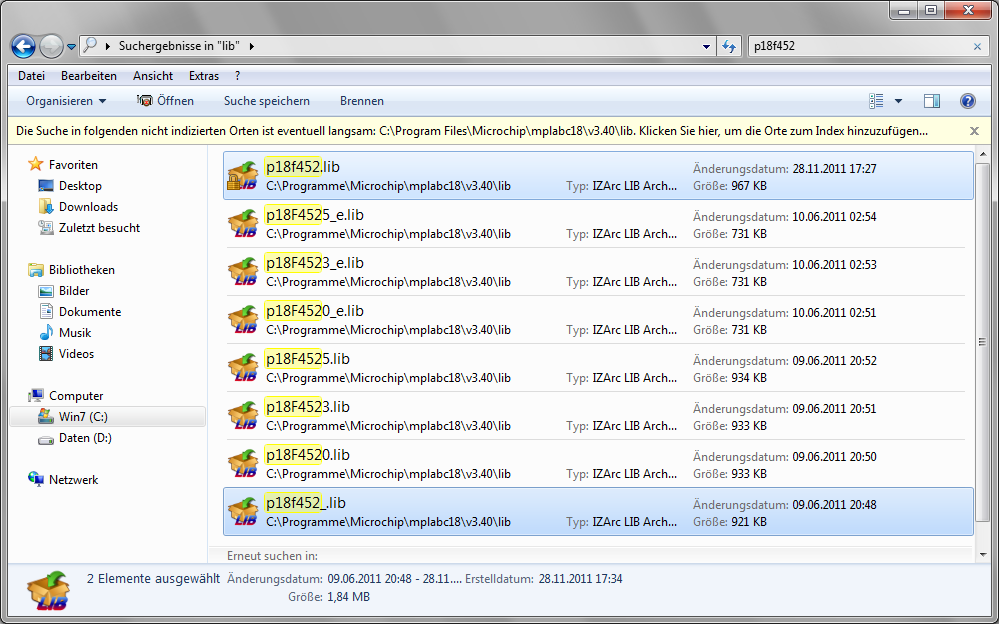 Suchergebnisse in "lib"
p18f452
Datei Bearbeiten Ansicht Extras ?
Organisieren Öffnen Suche speichern Brennen
Die Suche in folgenden nicht indizierten Orten ist eventuell langsam: C:\Program Files\Microchip\mplabc18\v3.40\lib. Klicken Sie hier, um die Orte zum Index hinzuzufügen...
Favoriten
Desktop
Downloads
Zuletzt besucht
Bibliotheken
Bilder
Dokumente
Musik
Videos
Computer
Win7 (C:)
Daten (D:)
Netzwerk
p18f452.lib Änderungsdatum: 28.11.2011 17:27
C:\Programme\Microchip\mplabc18\v3.40\lib Typ: IZArc LIB Arch... Größe: 967 KB
p18F4525_e.lib Änderungsdatum: 10.06.2011 02:54
C:\Programme\Microchip\mplabc18\v3.40\lib Typ: IZArc LIB Arch... Größe: 731 KB
p18F4523_e.lib Änderungsdatum: 10.06.2011 02:53
C:\Programme\Microchip\mplabc18\v3.40\lib Typ: IZArc LIB Arch... Größe: 731 KB
p18F4520_e.lib Änderungsdatum: 10.06.2011 02:51
C:\Programme\Microchip\mplabc18\v3.40\lib Typ: IZArc LIB Arch... Größe: 731 KB
p18F4525.lib Änderungsdatum: 09.06.2011 20:52
C:\Programme\Microchip\mplabc18\v3.40\lib Typ: IZArc LIB Arch... Größe: 934 KB
p18F4523.lib Änderungsdatum: 09.06.2011 20:51
C:\Programme\Microchip\mplabc18\v3.40\lib Typ: IZArc LIB Arch... Größe: 933 KB
p18F4520.lib Änderungsdatum: 09.06.2011 20:50
C:\Programme\Microchip\mplabc18\v3.40\lib Typ: IZArc LIB Arch... Größe: 933 KB
p18f452_.lib Änderungsdatum: 09.06.2011 20:48
C:\Programme\Microchip\mplabc18\v3.40\lib Typ: IZArc LIB Arch... Größe: 921 KB
Erneut suchen in:
LIB
2 Elemente ausgewählt Änderungsdatum: 09.06.2011 20:48 - 28.11.... Erstelldatum: 28.11.2011 17:34
Größe: 1,84 MB